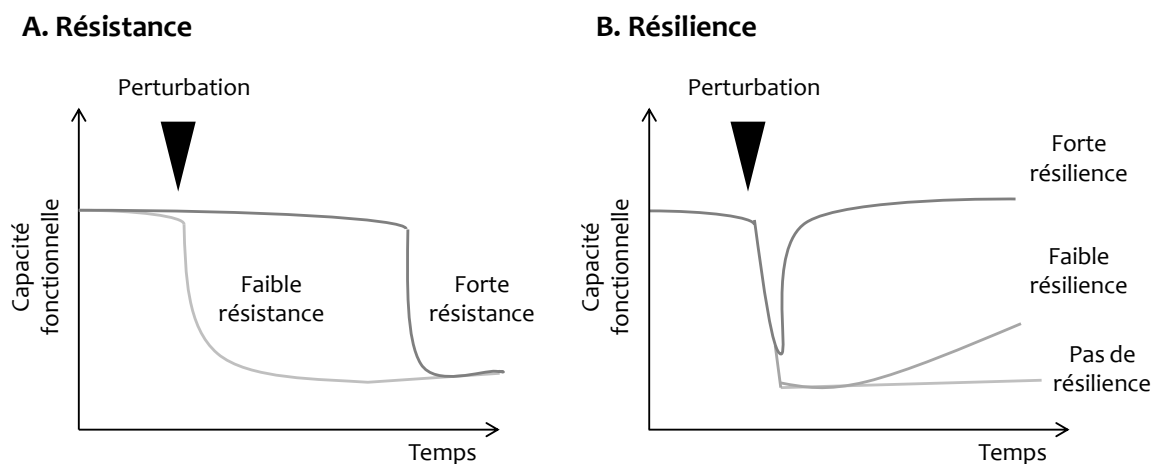 A. Résistance
Perturbation
Capacité
fonctionnelle
Faible
résistance
Forte
résistance
Temps
B. Résilience
Perturbation
Capacité
fonctionnelle
Forte
résilience
Faible
résilience
Pas de
résilience
Temps